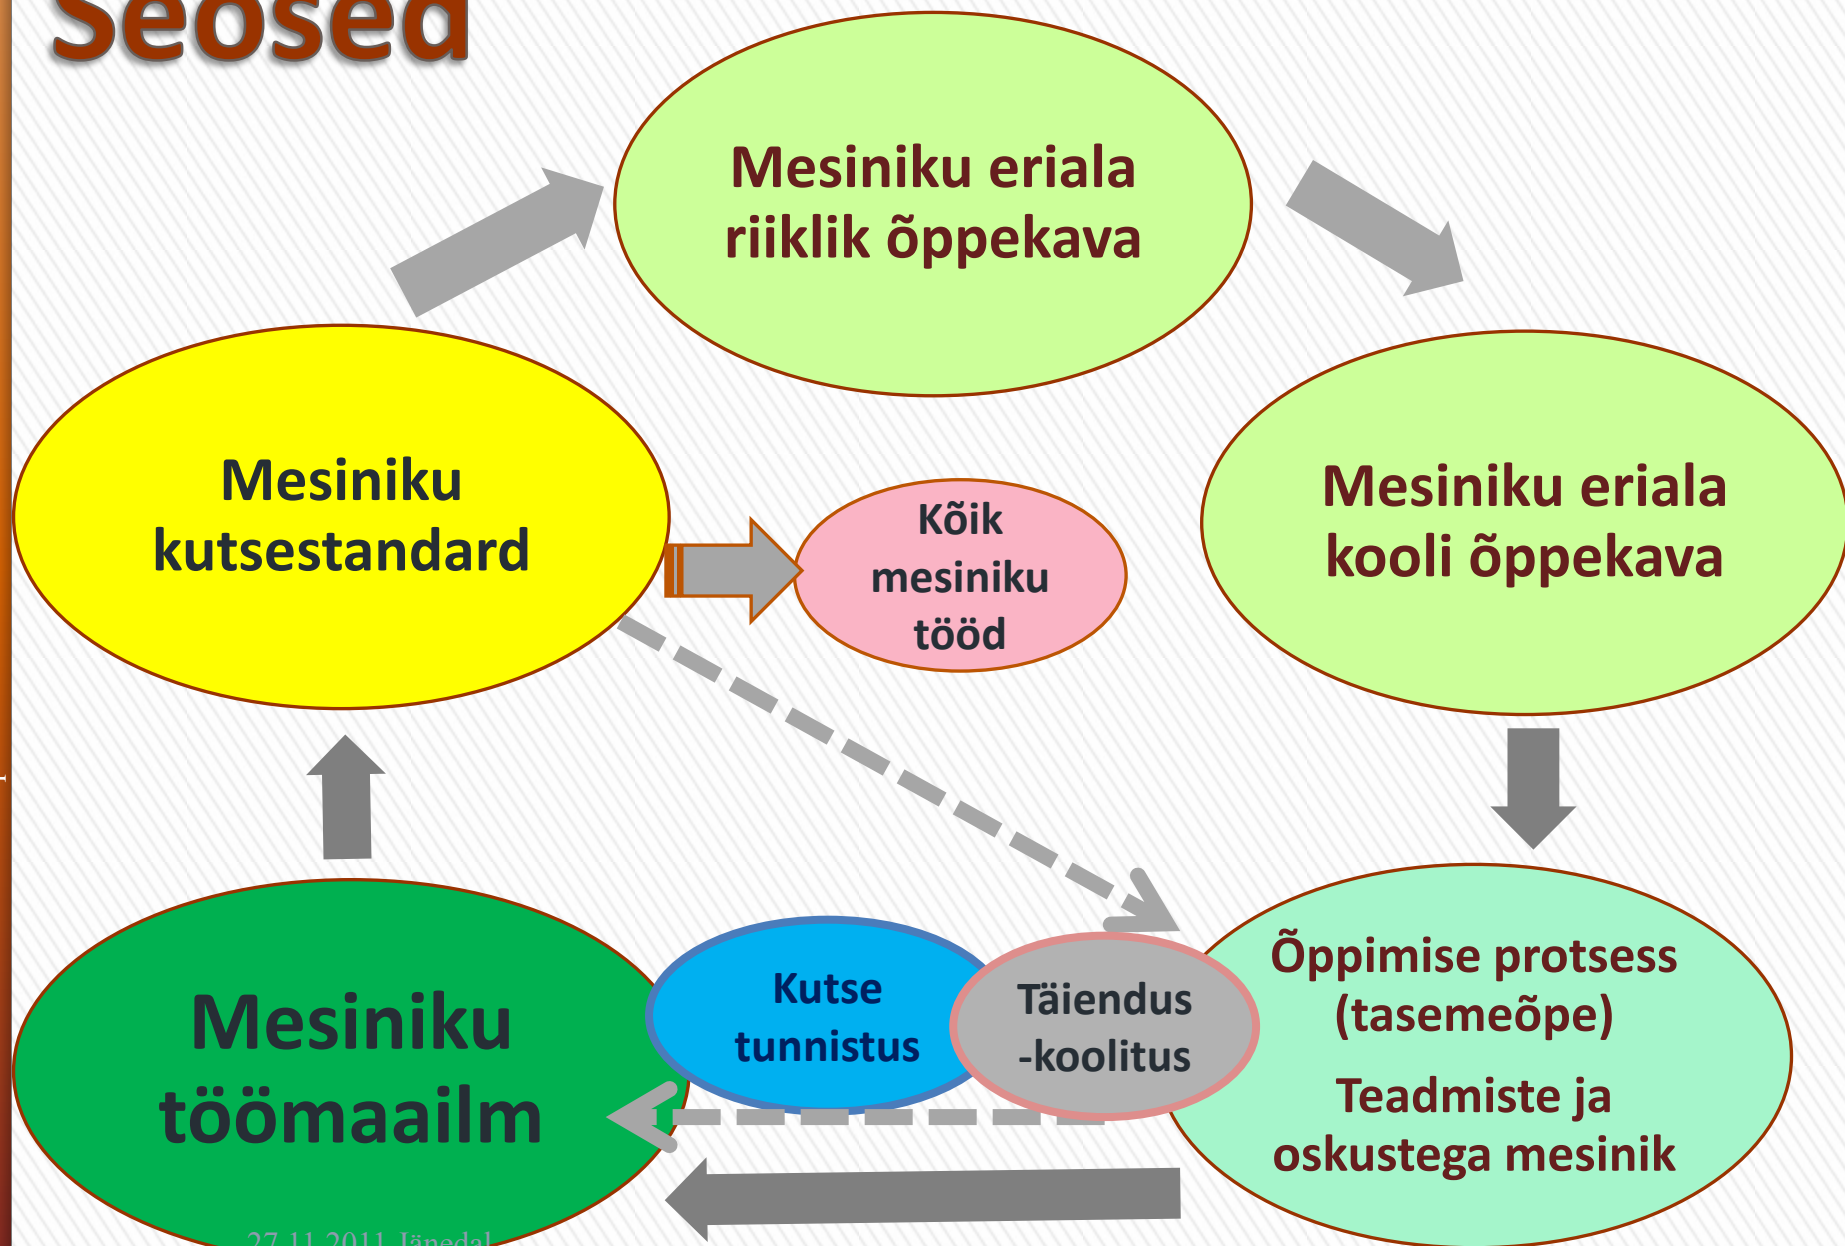 Seosed
Mesiniku eriala
riiklik õppekava
Mesiniku
kutsestandard
Kõik
mesiniku
tööd
Mesiniku eriala
kooli õppekava
Mesiniku
töömaailm
Kutse
tunnistus
Täiendus
-koolitus
Õppimise protsess
(tasemeõpe)
Teadmiste ja
oskustega mesinik
27.11.2011 Jänedal